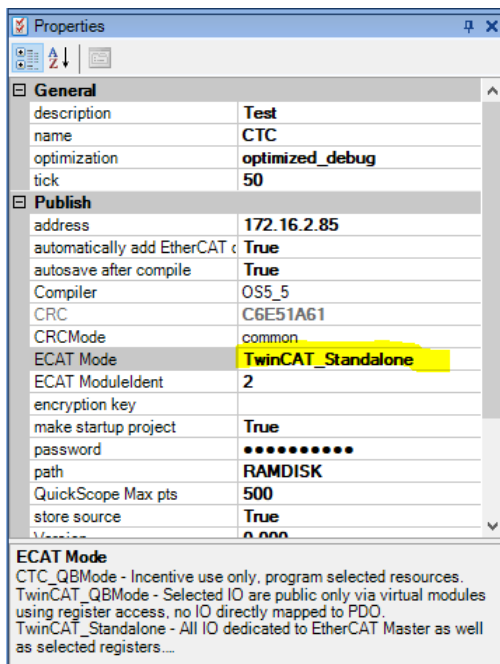 Properties
General
description Test
name CTC
optimization optimized_debug
tick 50
Publish
address 172.16.2.85
automatically add EtherCAT
autosave after compile True
Compiler OS5_5
CRC C6E51A61
CRCMode common
ECAT Mode TwinCAT_Standalone
ECAT ModuleIdent 2
encryption key
make startup project True
password ●●●●●●●●●●
path RAMDISK
QuickScope Max pts 500
store source True
ECAT Mode
CTC_QBMode - Incentive use only, program selected resources.
TwinCAT_QBMode - Selected IO are public only via virtual modules
using register access, no IO directly mapped to PDO.
TwinCAT_Standalone - All IO dedicated to EtherCAT Master as well
as selected registers....